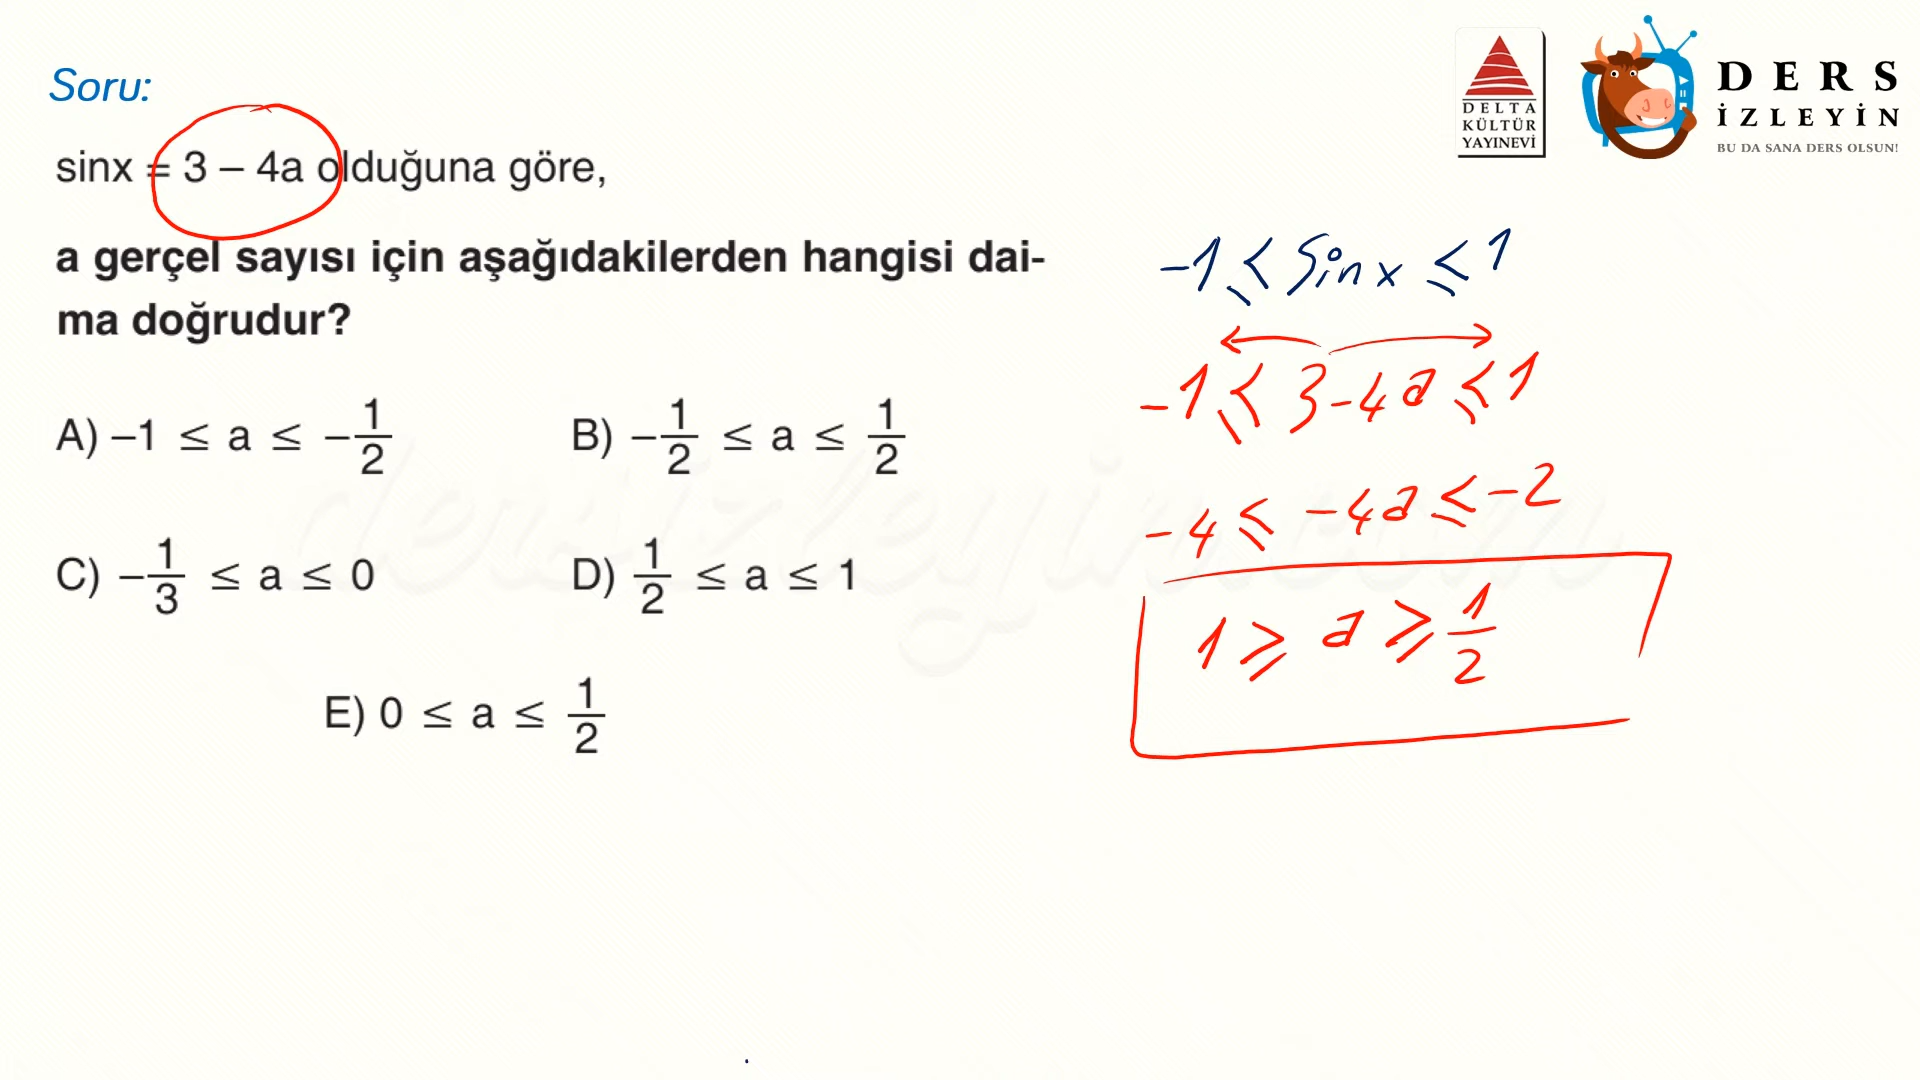 DELTA
KÜLTÜR
YAYINEVİ
DERS
İZLEYİN
BU DA SANA DERS OLSUN!
Soru:
sinx = 3 – 4a olduğuna göre,
a gerçel sayısı için aşağıdakilerden hangisi dai-
ma doğrudur?
A) –1 ≤ a ≤ –1/2 B) –1/2 ≤ a ≤ 1/2
C) –1/3 ≤ a ≤ 0 D) 1/2 ≤ a ≤ 1
E) 0 ≤ a ≤ 1/2
-1 ≤ Sinx ≤ 1
-1 ≤ 3-4a ≤ 1
-4 ≤ -4a ≤ -2
1 ≥ a ≥ 1/2
dersizleyin.com